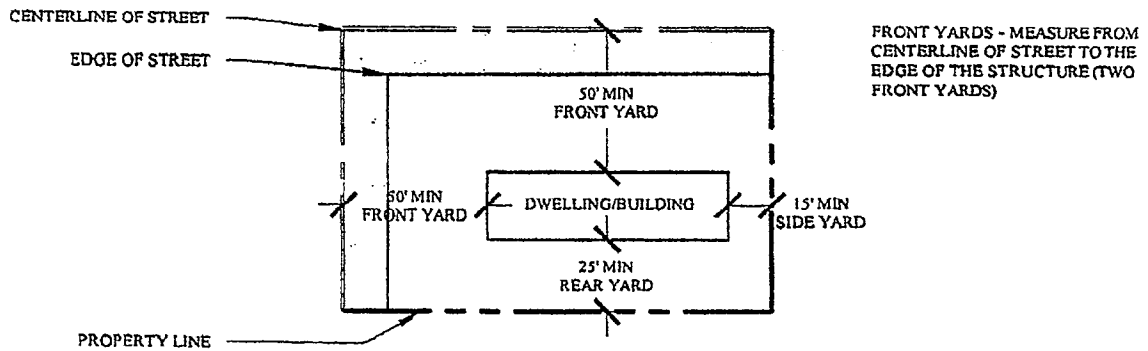 CENTERLINE OF STREET
EDGE OF STREET
FRONT YARDS - MEASURE FROM
CENTERLINE OF STREET TO THE
EDGE OF THE STRUCTURE (TWO
FRONT YARDS)
50' MIN
FRONT YARD
50' MIN
FRONT YARD
DWELLING/BUILDING
15' MIN
SIDE YARD
25' MIN
REAR YARD
PROPERTY LINE